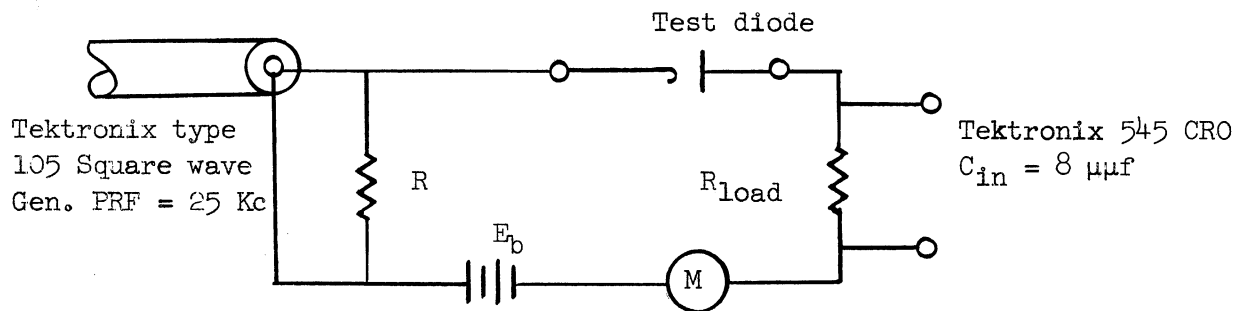 Test diode
Tektronix type
105 Square wave
Gen. PRF = 25 Kc
R
E_b
M
R_load
Tektronix 545 CRO
C_in = 8 μμf